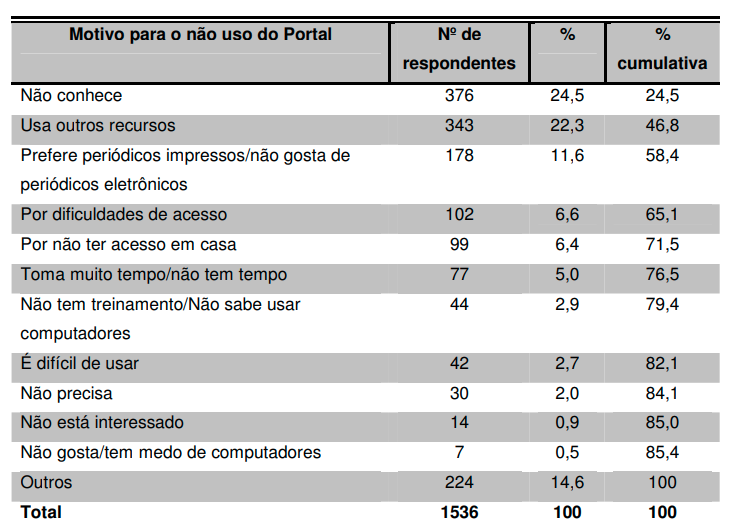 Motivo para o não uso do Portal Nº de respondentes % % cumulativa
Não conhece 376 24,5 24,5
Usa outros recursos 343 22,3 46,8
Prefere periódicos impressos/não gosta de 178 11,6 58,4
periódicos eletrônicos
Por dificuldades de acesso 102 6,6 65,1
Por não ter acesso em casa 99 6,4 71,5
Toma muito tempo/não tem tempo 77 5,0 76,5
Não tem treinamento/Não sabe usar 44 2,9 79,4
computadores
É difícil de usar 42 2,7 82,1
Não precisa 30 2,0 84,1
Não está interessado 14 0,9 85,0
Não gosta/tem medo de computadores 7 0,5 85,4
Outros 224 14,6 100
Total 1536 100 100